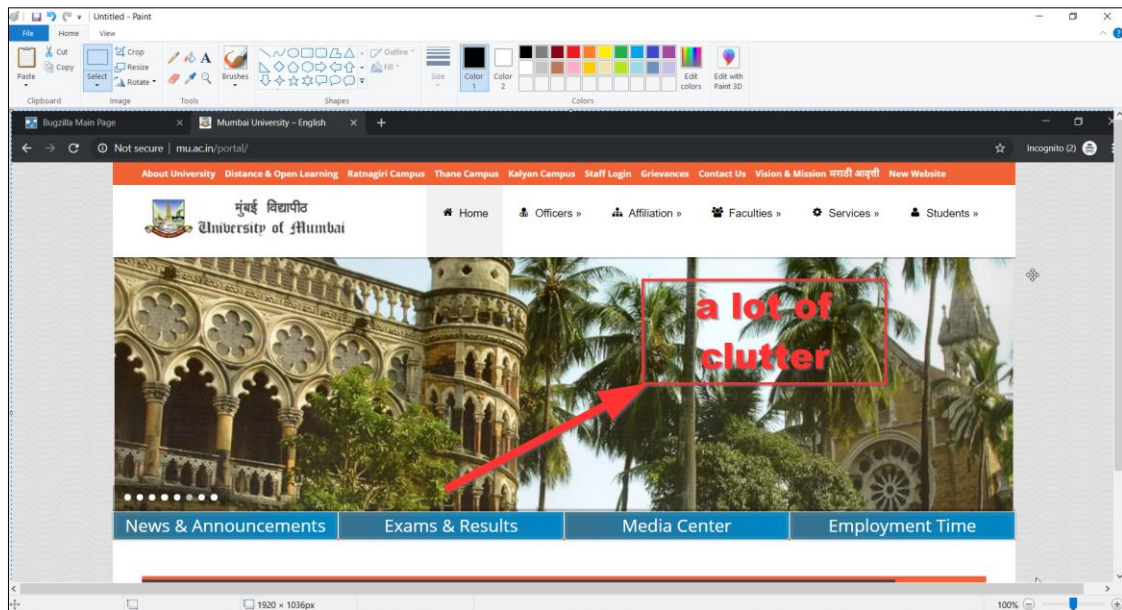 Untitled - Paint
File Home View
Paste
Cut
Copy
Clipboard
Select
Crop
Resize
Rotate
Image
Tools
Brushes
Outline
Fill
Shapes
Size
Color 1
Color 2
Edit colors
Edit with Paint 3D
Colors
Bugzilla Main Page
Mumbai University – English
Not secure | mu.ac.in/portal/
Incognito (2)
About University Distance & Open Learning Ratnagiri Campus Thane Campus Kalyan Campus Staff Login Grievances Contact Us Vision & Mission मराठी आवृत्ती New Website
मुंबई विद्यापीठ
University of Mumbai
Home Officers » Affiliation » Faculties » Services » Students »
a lot of
clutter
News & Announcements Exams & Results Media Center Employment Time
1920 × 1036px
100%